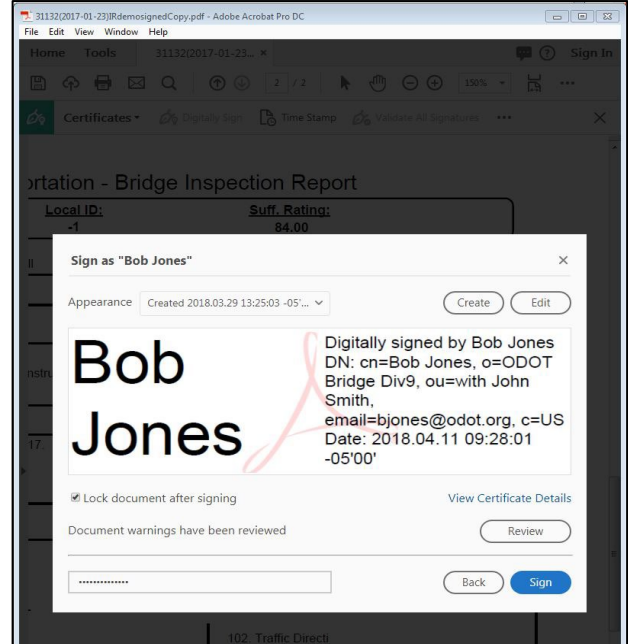 31132(2017-01-23)IRdemosignedCopy.pdf - Adobe Acrobat Pro DC
File Edit View Window Help
Home Tools 31132(2017-01-23... × Sign In
2 / 2 150%
Certificates Digitally Sign Time Stamp Validate All Signatures
ortation - Bridge Inspection Report
Local ID: Suff. Rating:
-1 84.00
Sign as "Bob Jones"
Appearance Created 2018.03.29 13:25:03 -05'... Create Edit
Bob
Jones
Digitally signed by Bob Jones
DN: cn=Bob Jones, o=ODOT
Bridge Div9, ou=with John
Smith,
email=bjones@odot.org, c=US
Date: 2018.04.11 09:28:01
-05'00'
nstru
17.
Lock document after signing View Certificate Details
Document warnings have been reviewed Review
Back Sign
102. Traffic Directi